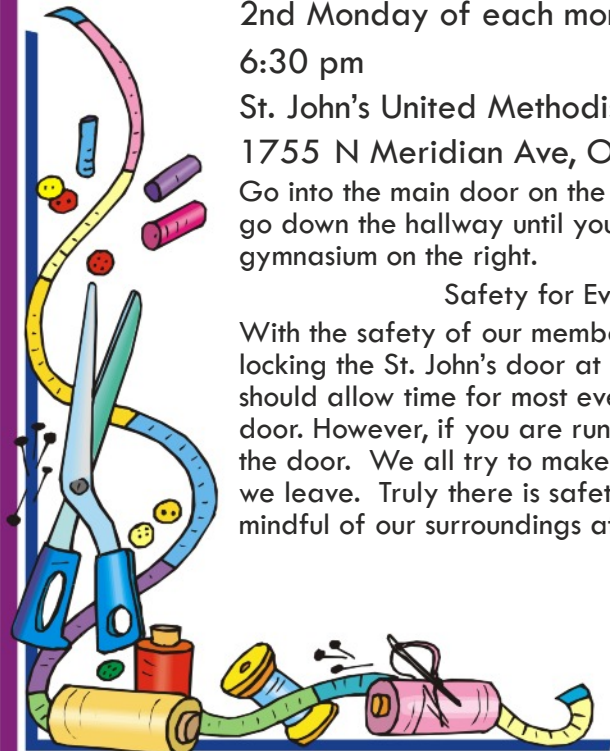 2nd Monday of each mon
6:30 pm
St. John's United Methodis
1755 N Meridian Ave, O
Go into the main door on the
go down the hallway until you
gymnasium on the right.
Safety for Ev
With the safety of our membe
locking the St. John's door at
should allow time for most eve
door. However, if you are run
the door.  We all try to make
we leave.  Truly there is safet
mindful of our surroundings at